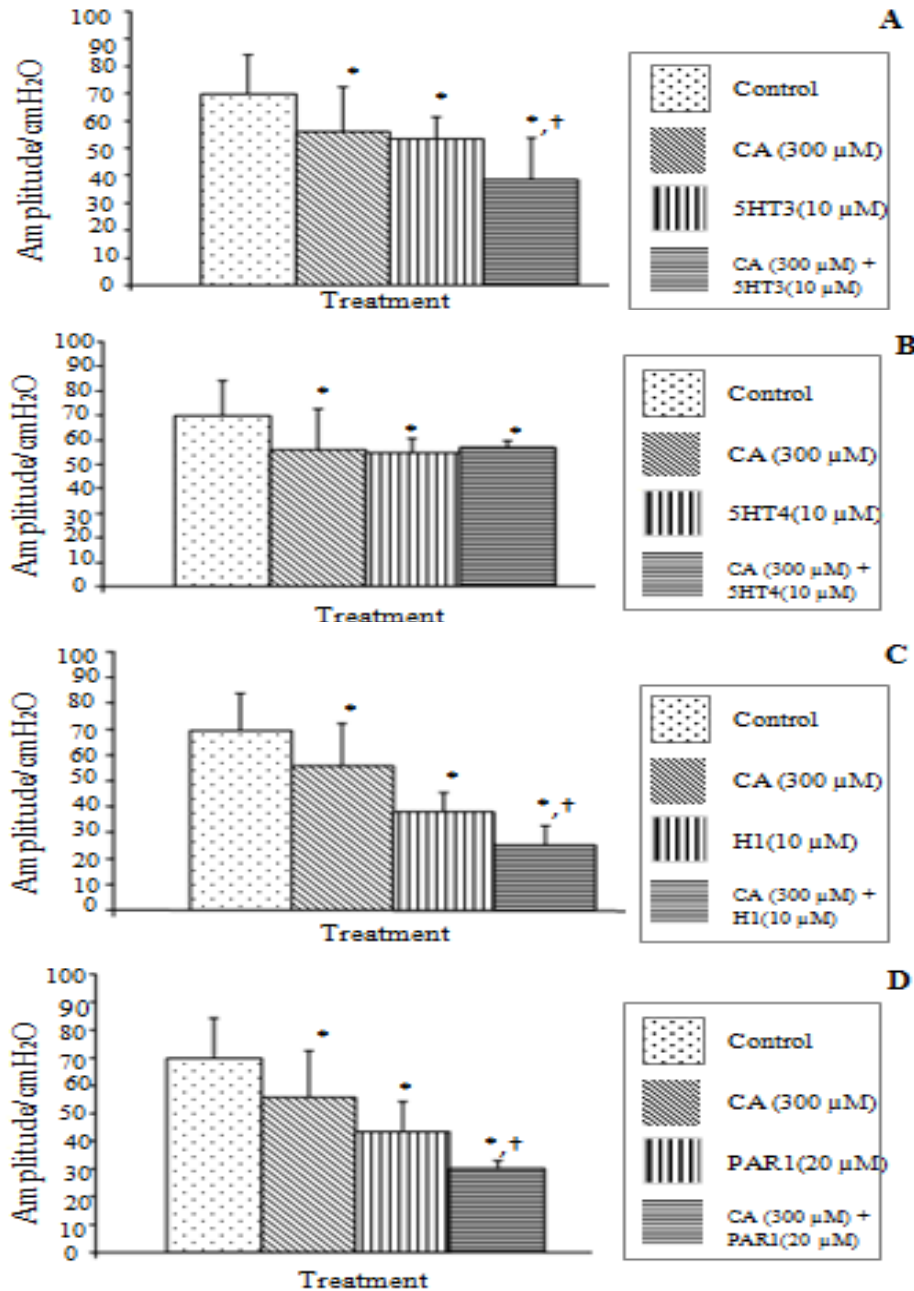 A
Amplitude/cmH2O
100
90
80
70
60
50
40
30
20
10
0
*
*
*,†
Treatment
Control
CA (300 µM)
5HT3(10 µM)
CA (300 µM) +
5HT3(10 µM)
B
Amplitude/cmH2O
100
90
80
70
60
50
40
30
20
10
0
*
*
*
Treatment
Control
CA (300 µM)
5HT4(10 µM)
CA (300 µM) +
5HT4(10 µM)
C
Amplitude/cmH2O
100
90
80
70
60
50
40
30
20
10
0
*
*
*,†
Treatment
Control
CA (300 µM)
H1(10 µM)
CA (300 µM) +
H1(10 µM)
D
Amplitude/cmH2O
100
90
80
70
60
50
40
30
20
10
0
*
*
*,†
Treatment
Control
CA (300 µM)
PAR1(20 µM)
CA (300 µM) +
PAR1(20 µM)